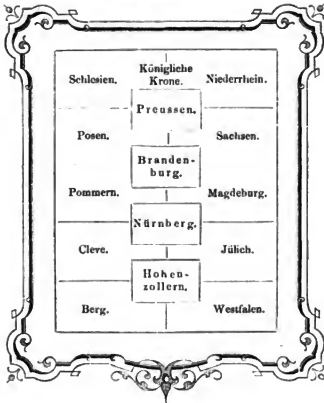 Schlesien. Königliche Krone. Niederrhein.
Preussen.
Posen. Sachsen.
Branden-
burg.
Pommern. Magdeburg.
Nürnberg.
Cleve. Jülich.
Hohen-
zollern.
Berg. Westfalen.